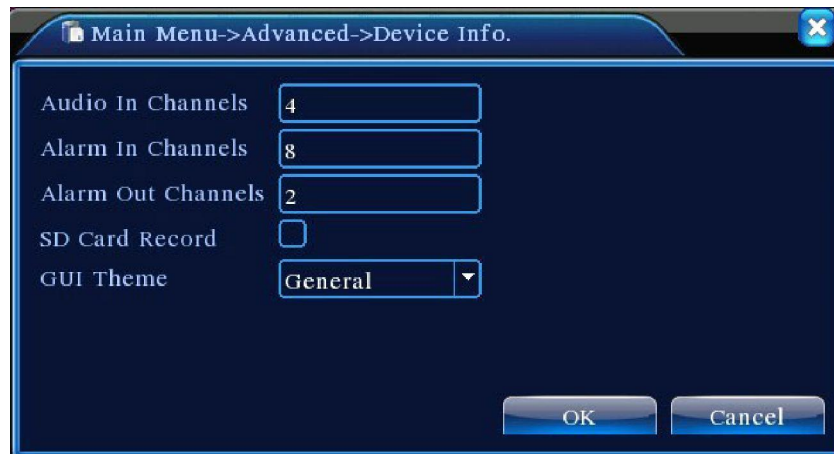 Main Menu->Advanced->Device Info.
Audio In Channels 4
Alarm In Channels 8
Alarm Out Channels 2
SD Card Record
GUI Theme General
OK Cancel